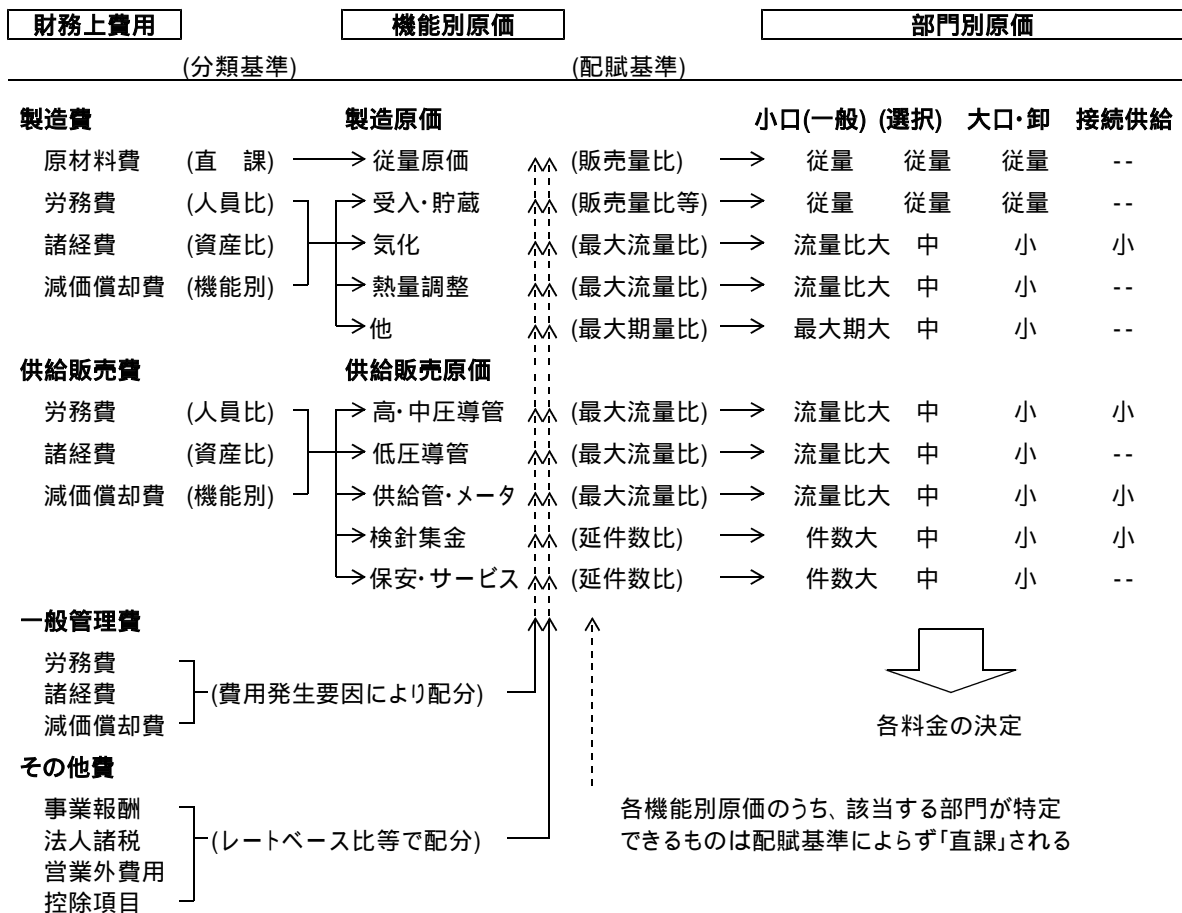 財務上費用 機能別原価 部門別原価
(分類基準) (配賦基準)
製造費 製造原価 小口(一般) (選択) 大口・卸 接続供給
原材料費 (直 課) 従量原価 (販売量比) 従量 従量 従量 --
労務費 (人員比) 受入・貯蔵 (販売量比等) 従量 従量 従量 --
諸経費 (資産比) 気化 (最大流量比) 流量比大 中 小 小
減価償却費 (機能別) 熱量調整 (最大流量比) 流量比大 中 小 --
他 (最大期量比) 最大期大 中 小 --
供給販売費 供給販売原価
労務費 (人員比) 高・中圧導管 (最大流量比) 流量比大 中 小 小
諸経費 (資産比) 低圧導管 (最大流量比) 流量比大 中 小 --
減価償却費 (機能別) 供給管・メータ (最大流量比) 流量比大 中 小 小
検針集金 (延件数比) 件数大 中 小 小
保安・サービス (延件数比) 件数大 中 小 --
一般管理費
労務費
諸経費 (費用発生要因により配分)
減価償却費 各料金の決定
その他費
事業報酬 各機能別原価のうち、該当する部門が特定
法人諸税 (レートベース比等で配分) できるものは配賦基準によらず「直課」される
営業外費用
控除項目